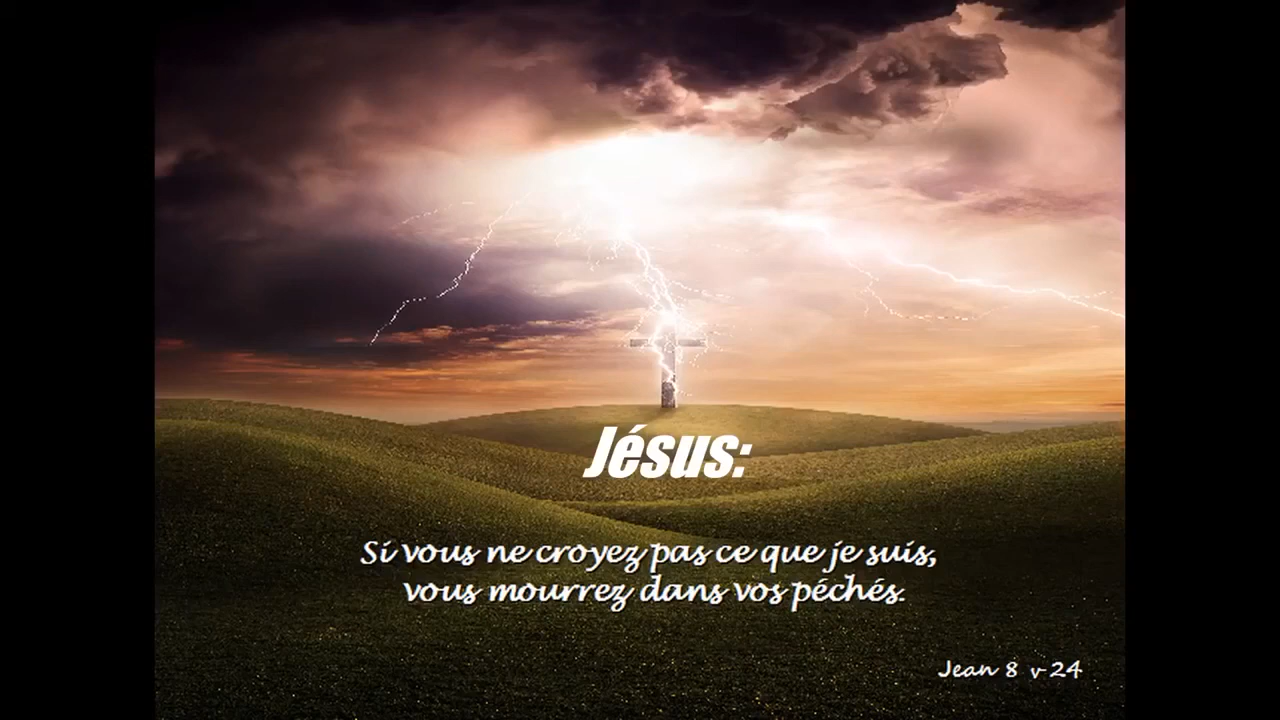 Jésus:
Si vous ne croyez pas ce que je suis,
vous mourrez dans vos péchés.
Jean 8 v 24